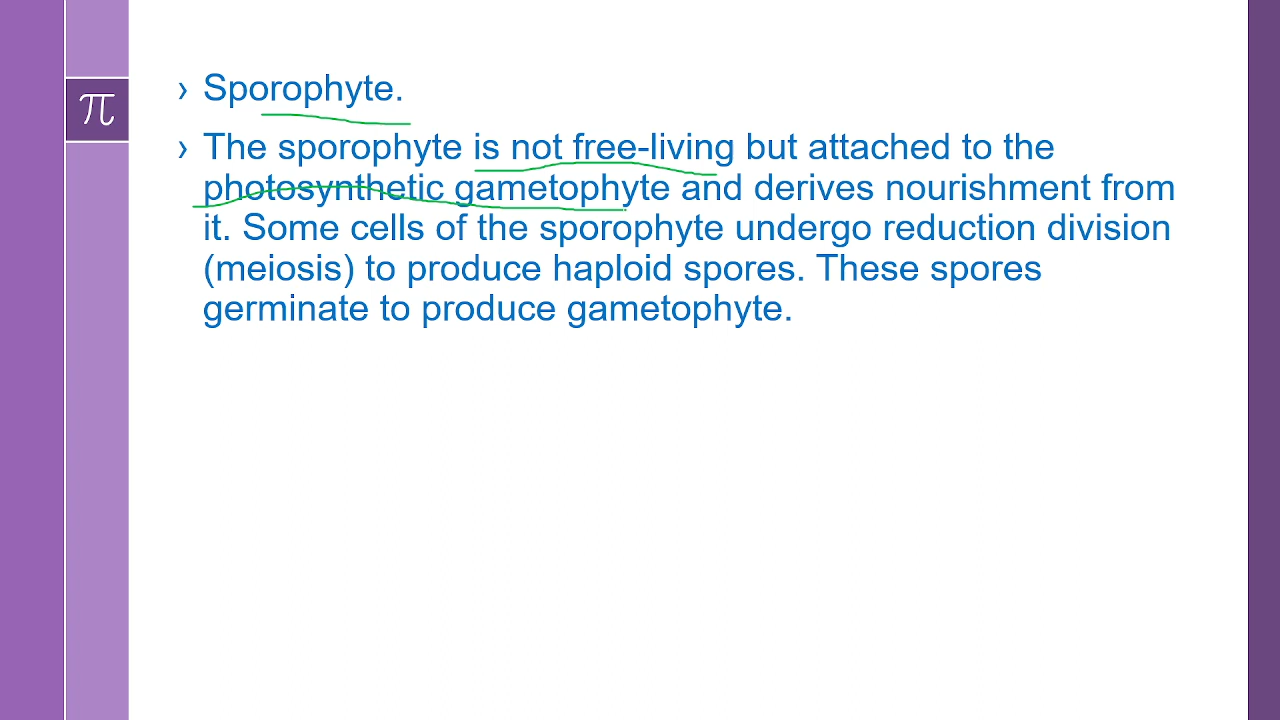 π
› Sporophyte.
› The sporophyte is not free-living but attached to the
photosynthetic gametophyte and derives nourishment from
it. Some cells of the sporophyte undergo reduction division
(meiosis) to produce haploid spores. These spores
germinate to produce gametophyte.